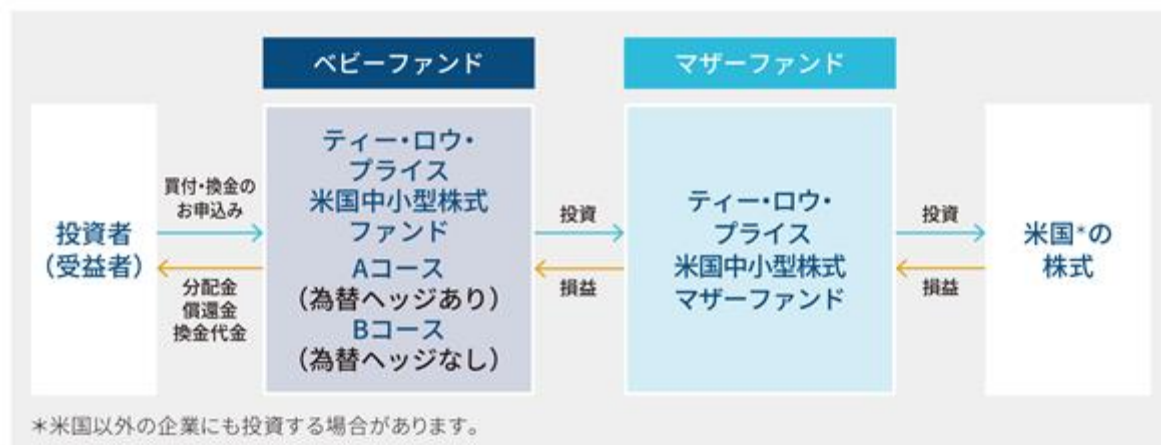 ベビーファンド
マザーファンド
投資者
（受益者）
買付・換金の
お申込み
分配金
償還金
換金代金
ティー・ロウ・
プライス
米国中小型株式
ファンド
Aコース
（為替ヘッジあり）
Bコース
（為替ヘッジなし）
投資
損益
ティー・ロウ・
プライス
米国中小型株式
マザーファンド
投資
損益
米国*の
株式
*米国以外の企業にも投資する場合があります。